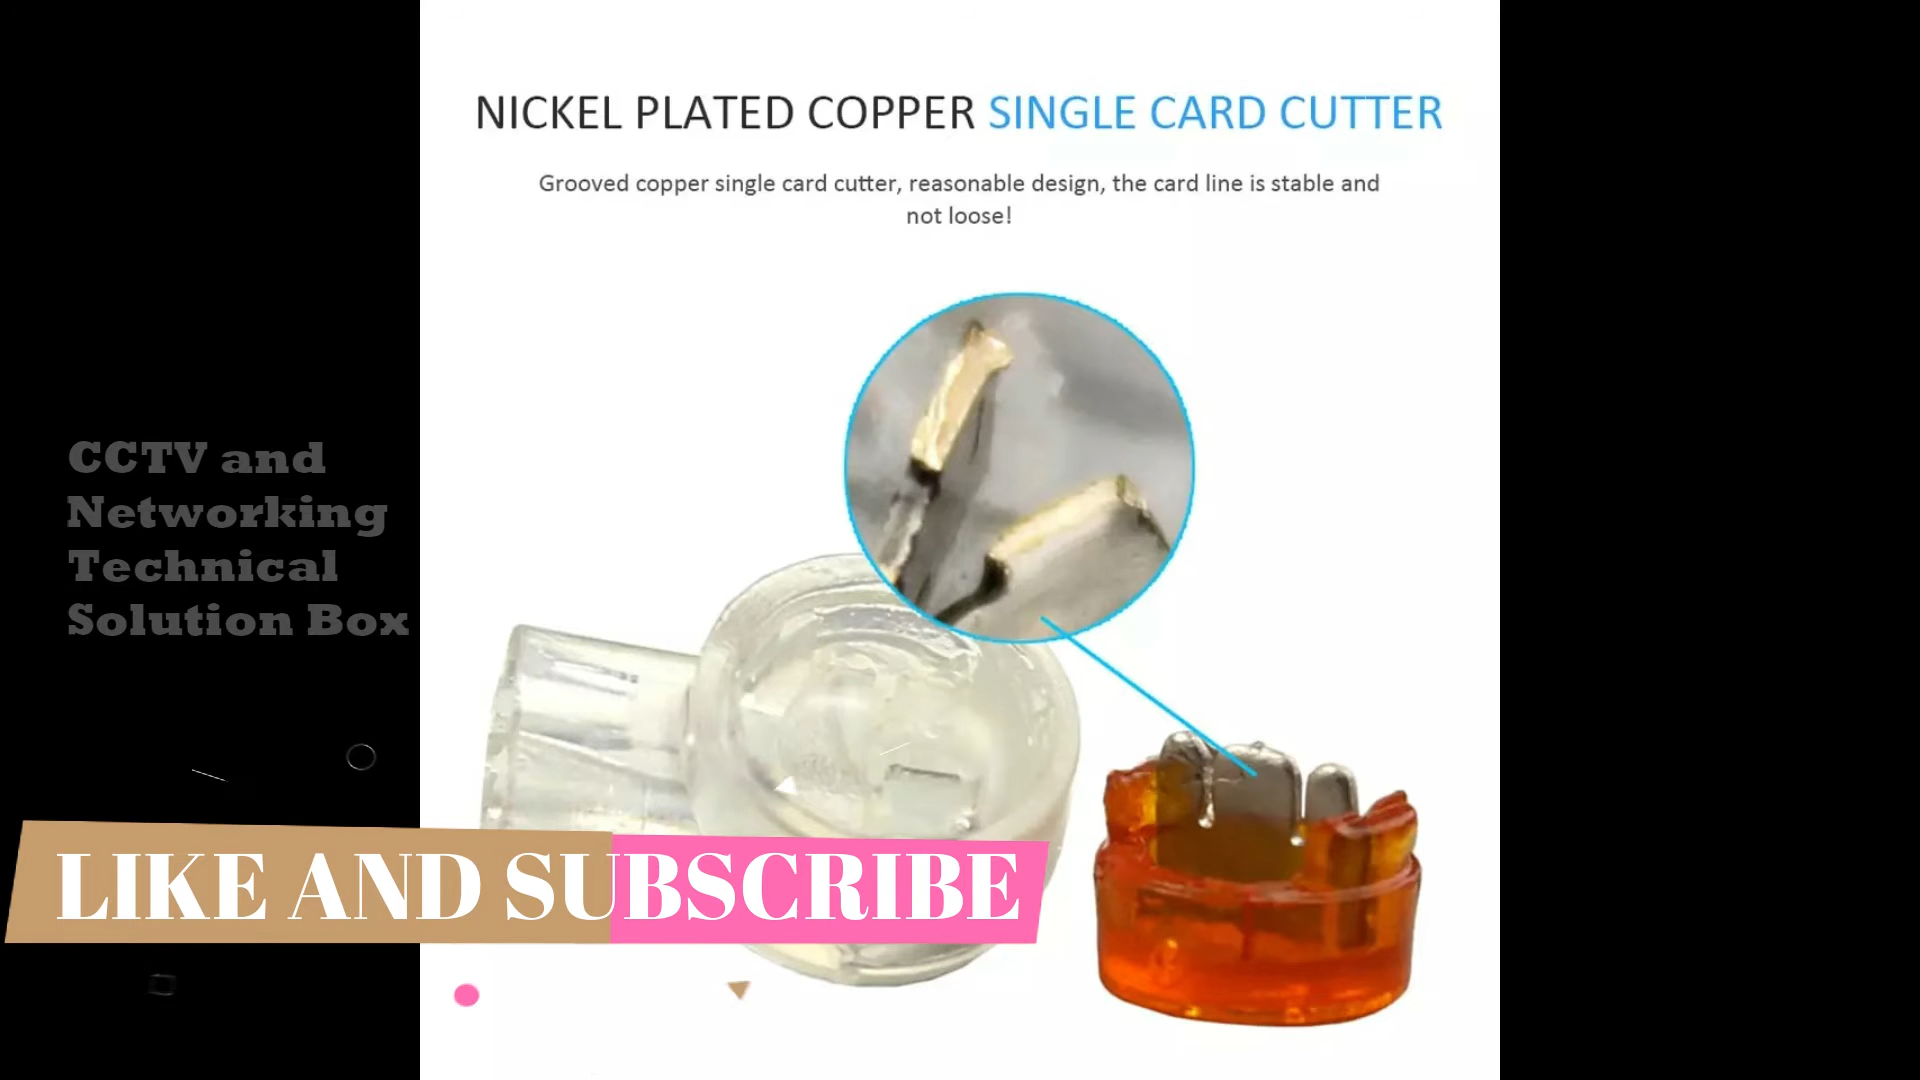 NICKEL PLATED COPPER SINGLE CARD CUTTER
Grooved copper single card cutter, reasonable design, the card line is stable and
not loose!
CCTV and
Networking
Technical
Solution Box
LIKE AND SUBSCRIBE